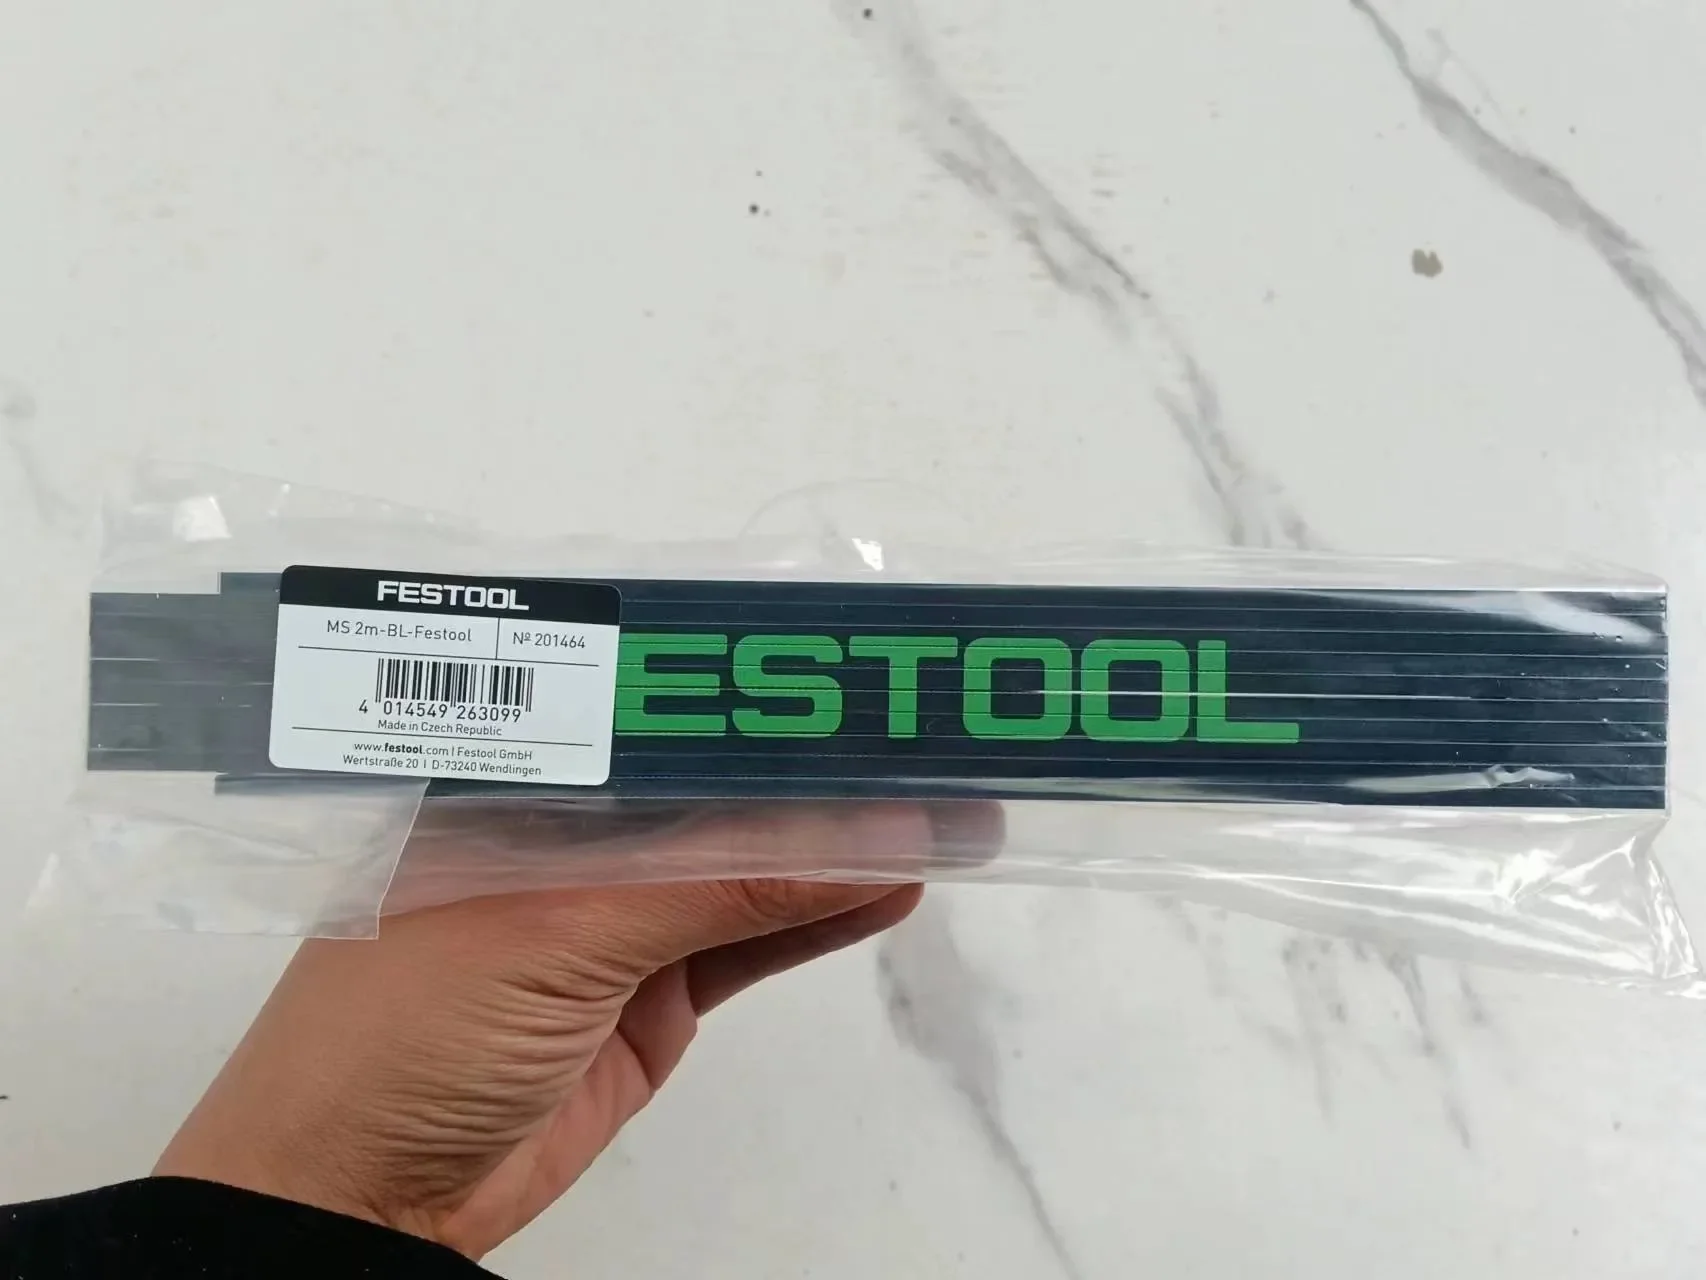 FESTOOL
MS 2m-BL-Festool
Nº 201464
4 014549 263099
Made in Czech Republic
www.festool.com | Festool GmbH
Wertstraße 20 | D-73240 Wendlingen
ESTOOL